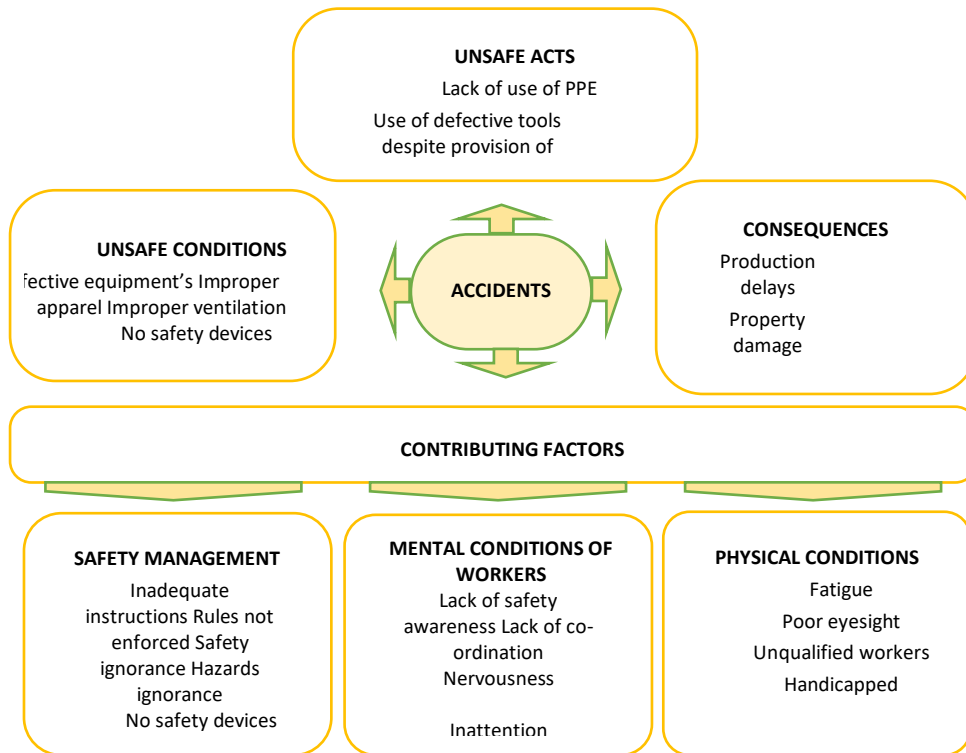 UNSAFE ACTS
Lack of use of PPE
Use of defective tools
despite provision of
UNSAFE CONDITIONS
fective equipment's Improper
apparel Improper ventilation
No safety devices
ACCIDENTS
CONSEQUENCES
Production
delays
Property
damage
CONTRIBUTING FACTORS
SAFETY MANAGEMENT
Inadequate
instructions Rules not
enforced Safety
ignorance Hazards
ignorance
No safety devices
MENTAL CONDITIONS OF
WORKERS
Lack of safety
awareness Lack of co-
ordination
Nervousness
Inattention
PHYSICAL CONDITIONS
Fatigue
Poor eyesight
Unqualified workers
Handicapped